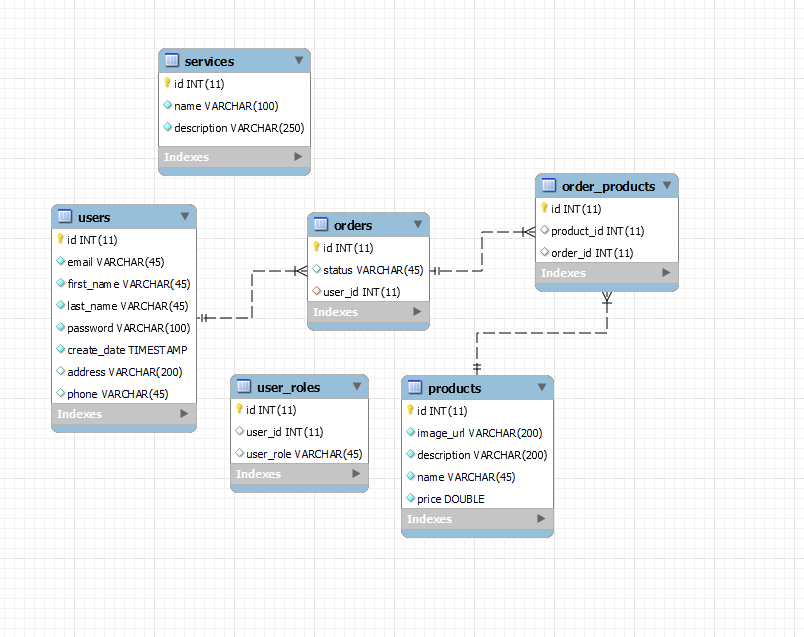 services
id INT(11)
name VARCHAR(100)
description VARCHAR(250)
Indexes
users
id INT(11)
email VARCHAR(45)
first_name VARCHAR(45)
last_name VARCHAR(45)
password VARCHAR(100)
create_date TIMESTAMP
address VARCHAR(200)
phone VARCHAR(45)
Indexes
orders
id INT(11)
status VARCHAR(45)
user_id INT(11)
Indexes
order_products
id INT(11)
product_id INT(11)
order_id INT(11)
Indexes
user_roles
id INT(11)
user_id INT(11)
user_role VARCHAR(45)
Indexes
products
id INT(11)
image_url VARCHAR(200)
description VARCHAR(200)
name VARCHAR(45)
price DOUBLE
Indexes